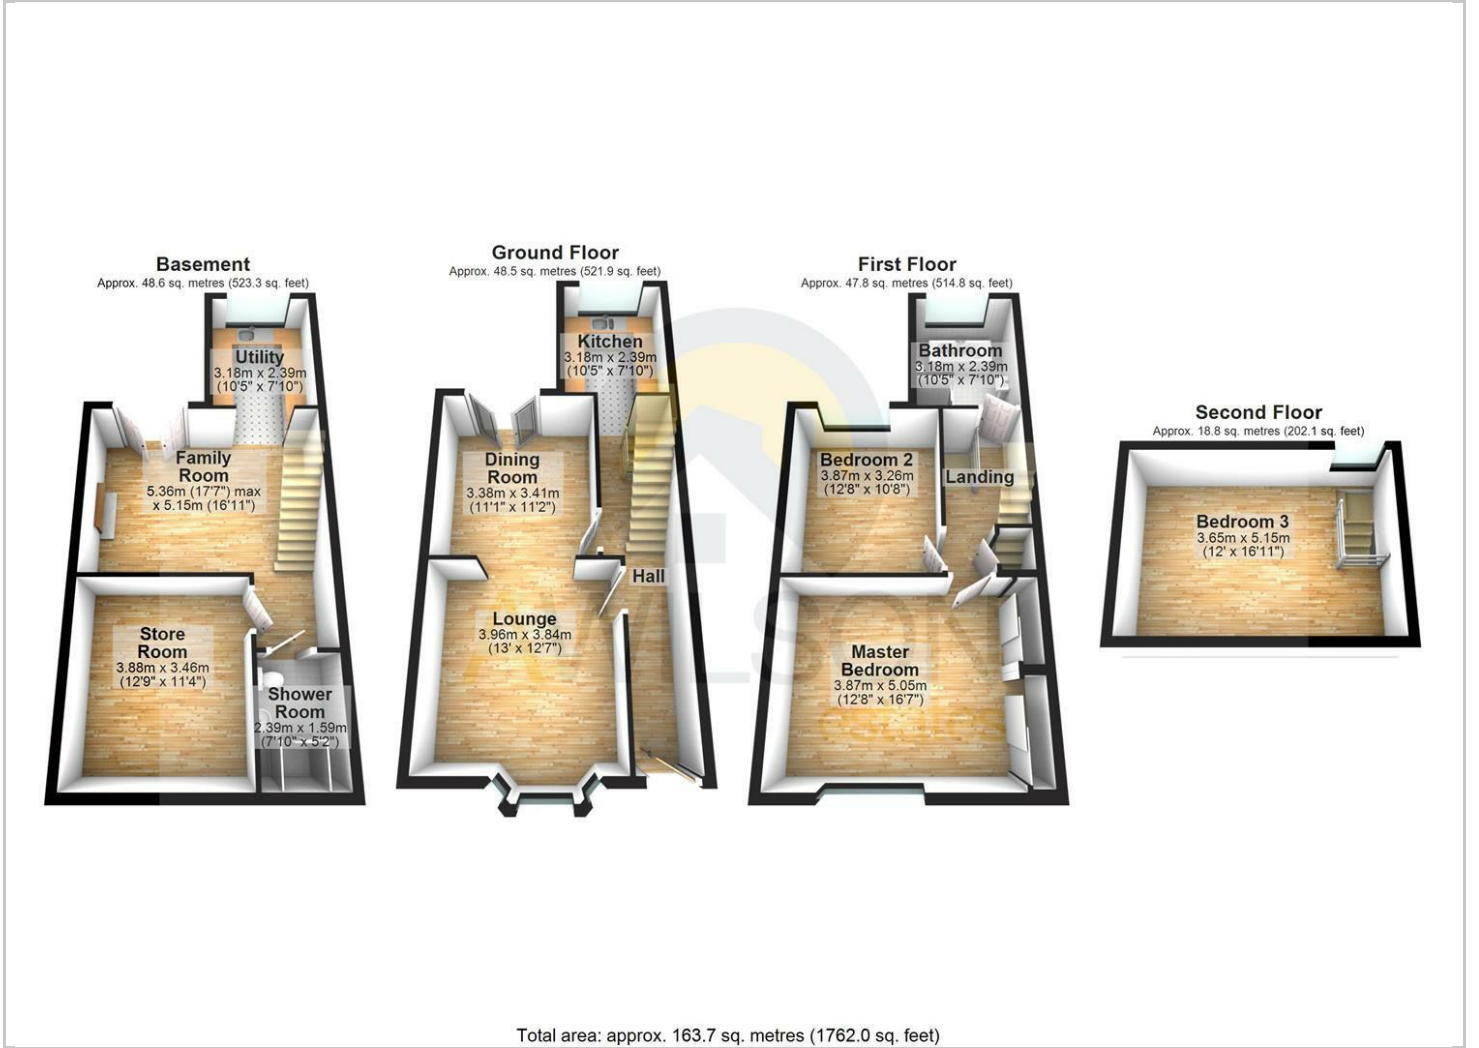 Basement
Approx. 48.6 sq. metres (523.3 sq. feet)
Utility
3.18m x 2.39m
(10'5" x 7'10")
Family
Room
5.36m (17'7") max
x 5.15m (16'11")
Store
Room
3.88m x 3.46m
(12'9" x 11'4")
Shower
Room
2.39m x 1.59m
(7'10" x 5'2")
Ground Floor
Approx. 48.5 sq. metres (521.9 sq. feet)
Kitchen
3.18m x 2.39m
(10'5" x 7'10")
Dining
Room
3.38m x 3.41m
(11'1" x 11'2")
Hall
Lounge
3.96m x 3.84m
(13' x 12'7")
First Floor
Approx. 47.8 sq. metres (514.8 sq. feet)
Bathroom
3.18m x 2.39m
(10'5" x 7'10")
Bedroom 2
3.87m x 3.26m
(12'8" x 10'8")
Landing
Master
Bedroom
3.87m x 5.05m
(12'8" x 16'7")
Second Floor
Approx. 18.8 sq. metres (202.1 sq. feet)
Bedroom 3
3.65m x 5.15m
(12' x 16'11")
Total area: approx. 163.7 sq. metres (1762.0 sq. feet)